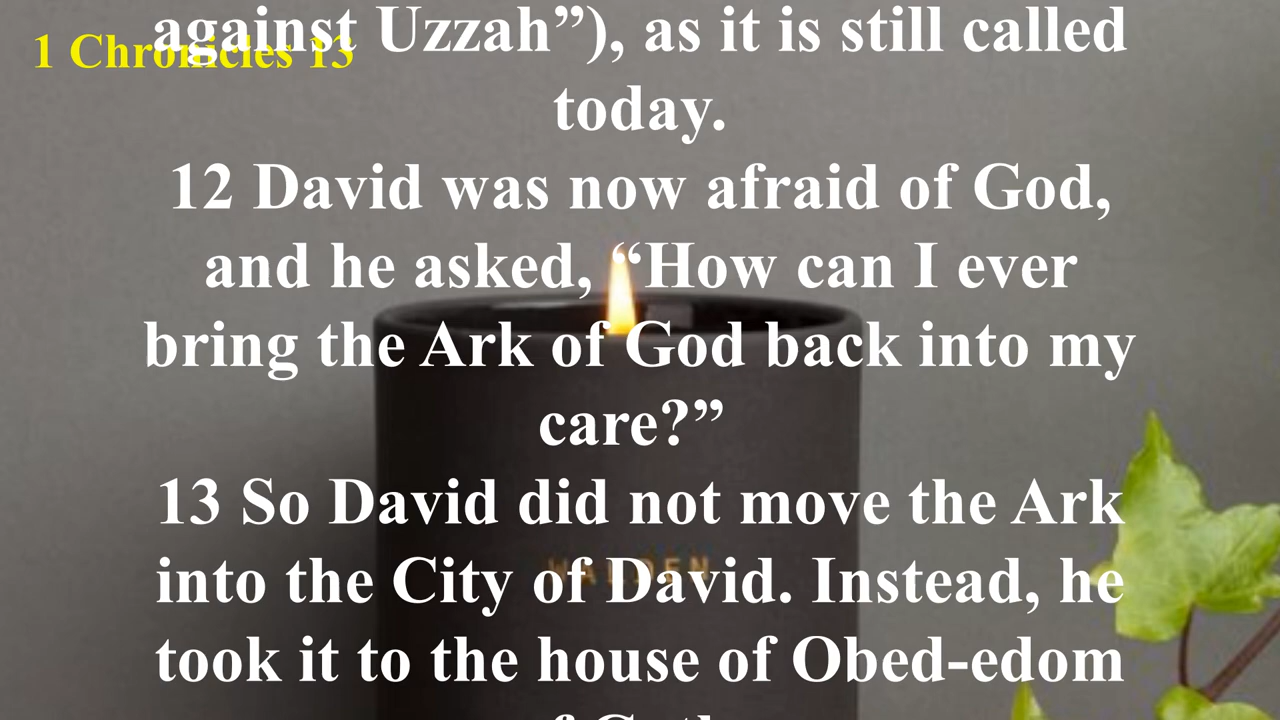 1 Chronicles 13
against Uzzah”), as it is still called
today.
12 David was now afraid of God,
and he asked, “How can I ever
bring the Ark of God back into my
care?”
13 So David did not move the Ark
into the City of David. Instead, he
took it to the house of Obed-edom